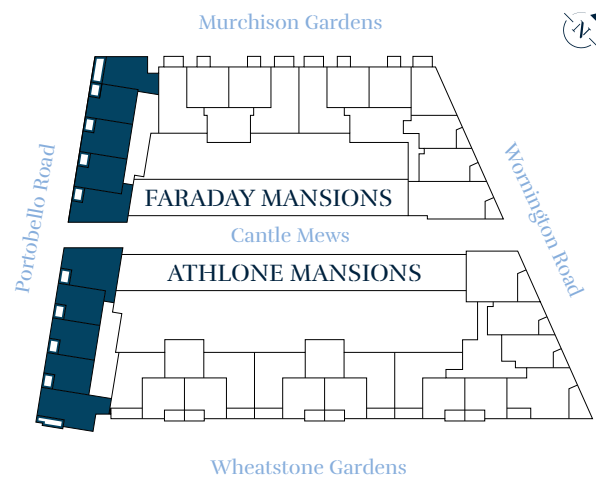 Murchison Gardens
N
Portobello Road
Wornington Road
FARADAY MANSIONS
Cantle Mews
ATHLONE MANSIONS
Wheatstone Gardens